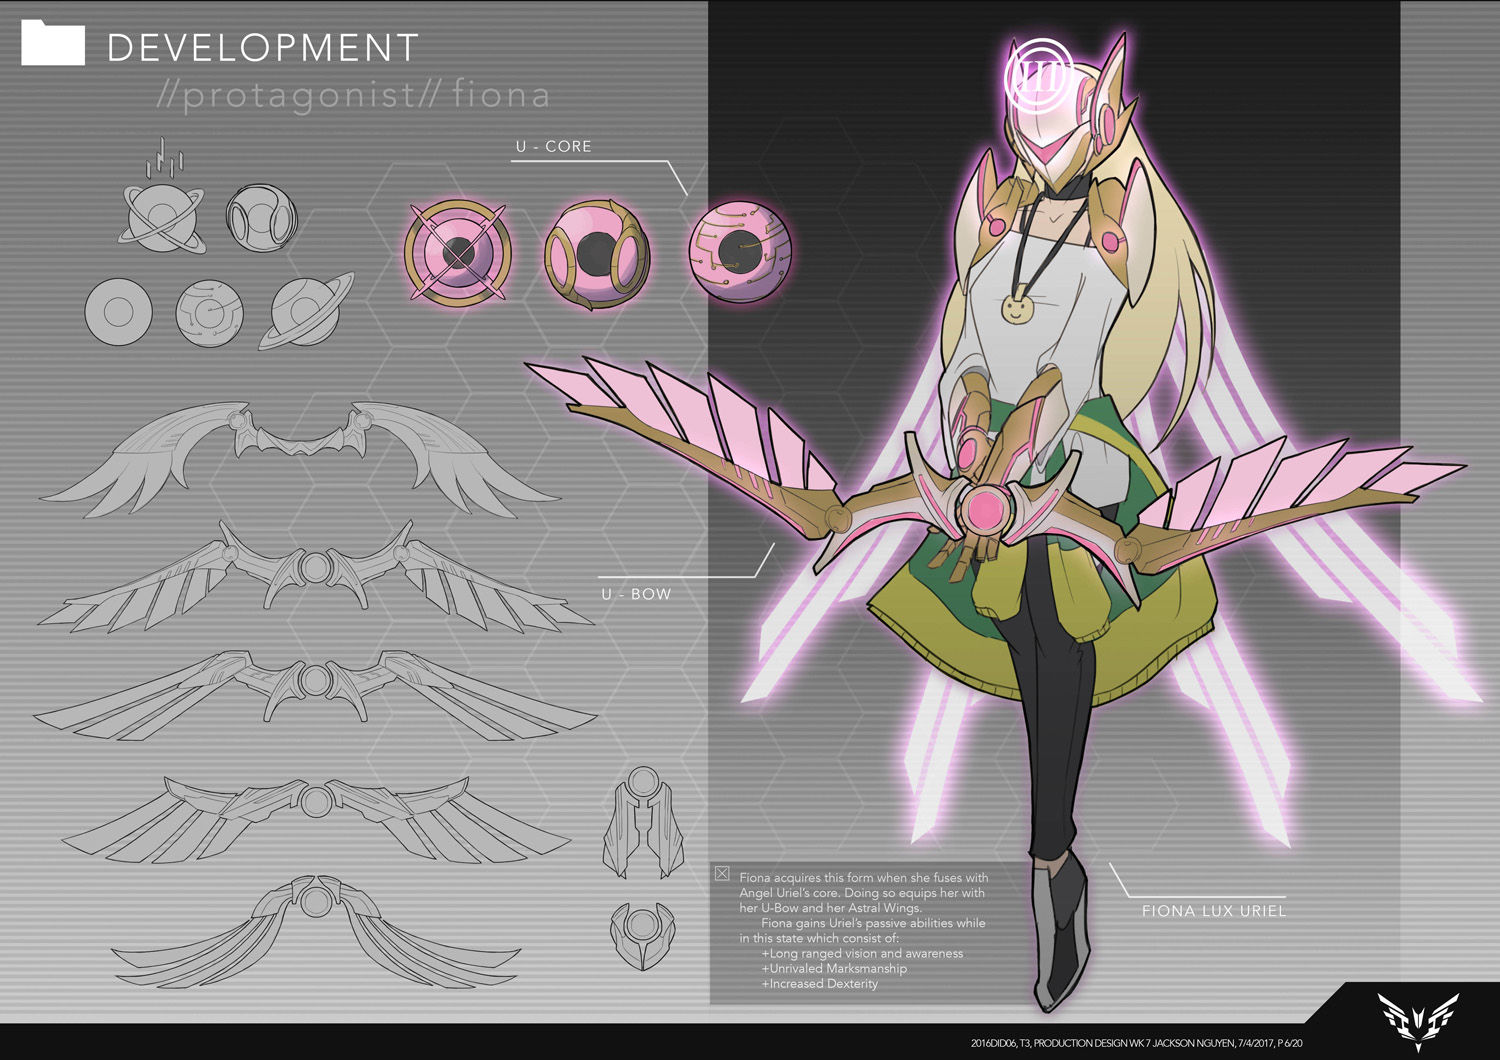 DEVELOPMENT
//protagonist// fiona
U - CORE
III
U - BOW
Fiona acquires this form when she fuses with
Angel Uriel's core. Doing so equips her with
her U-Bow and her Astral Wings.
Fiona gains Uriel's passive abilities while
in this state which consist of:
+Long ranged vision and awareness
+Unrivaled Marksmanship
+Increased Dexterity
FIONA LUX URIEL
2016DID06, T3, PRODUCTION DESIGN WK 7 JACKSON NGUYEN, 7/4/2017, P 6/20